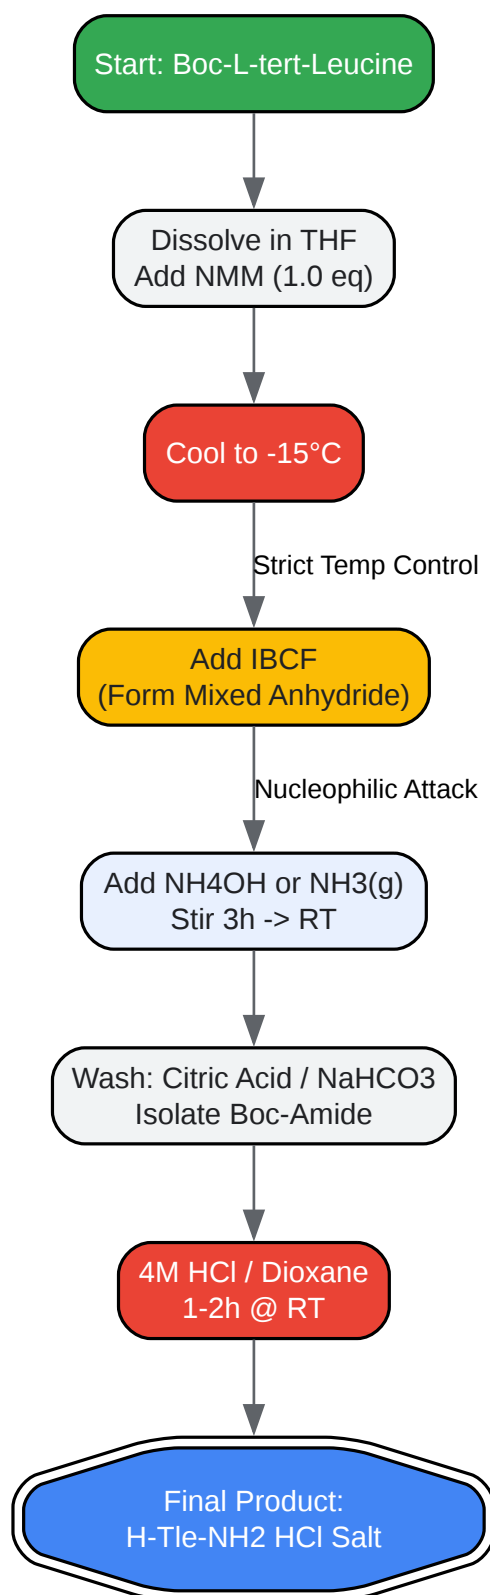 Start: Boc-L-tert-Leucine
Dissolve in THF
Add NMM (1.0 eq)
Cool to -15°C
Strict Temp Control
Add IBCF
(Form Mixed Anhydride)
Nucleophilic Attack
Add NH4OH or NH3(g)
Stir 3h -> RT
Wash: Citric Acid / NaHCO3
Isolate Boc-Amide
4M HCl / Dioxane
1-2h @ RT
Final Product:
H-Tle-NH2 HCl Salt